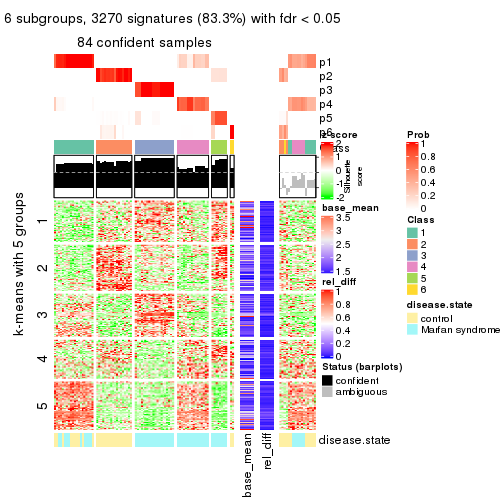 6 subgroups, 3270 signatures (83.3%) with fdr < 0.05
84 confident samples
p1
p2
p3
p4
p5
p6
Class
Silhouette
score
k-means with 5 groups
1
2
3
4
5
base_mean
rel_diff
disease.state
z-score
2
1
0
-1
-2
base_mean
3.5
3
2.5
2
1.5
rel_diff
1
0.8
0.6
0.4
0.2
0
Status (barplots)
confident
ambiguous
Prob
1
0.8
0.6
0.4
0.2
0
Class
1
2
3
4
5
6
disease.state
control
Marfan syndrome